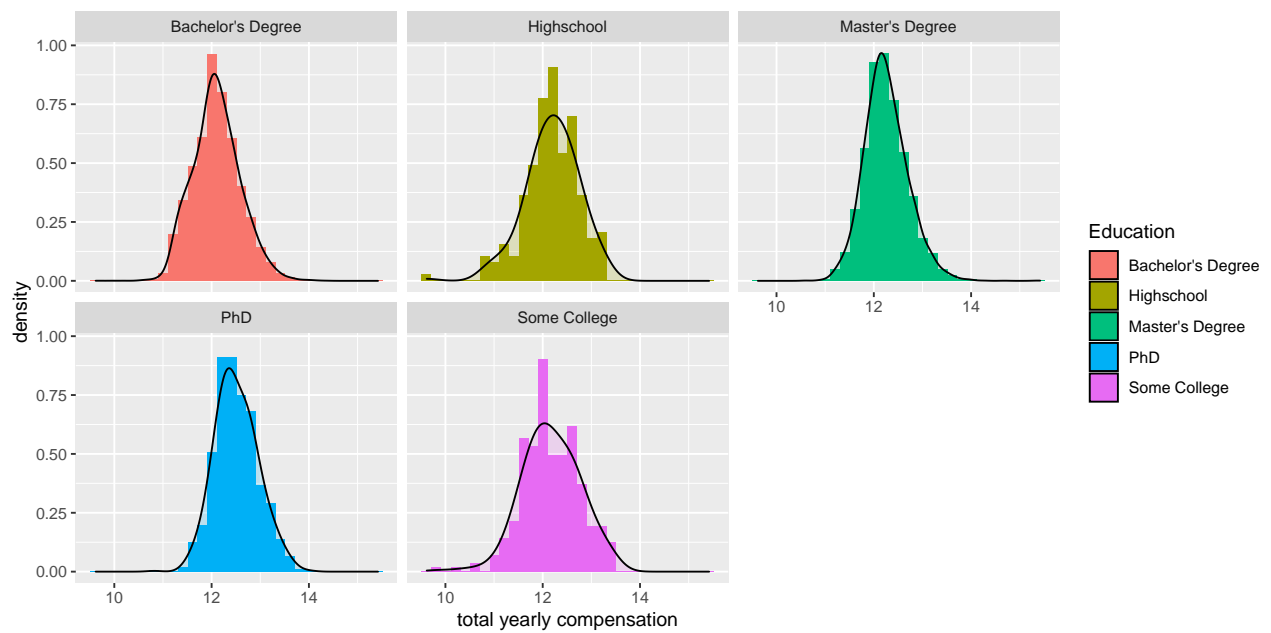 Bachelor's Degree
Highschool
Master's Degree
1.00
0.75
0.50
0.25
0.00
10 12 14
PhD
Some College
1.00
0.75
0.50
0.25
0.00
10 12 14
10 12 14
density
total yearly compensation
Education
Bachelor's Degree
Highschool
Master's Degree
PhD
Some College